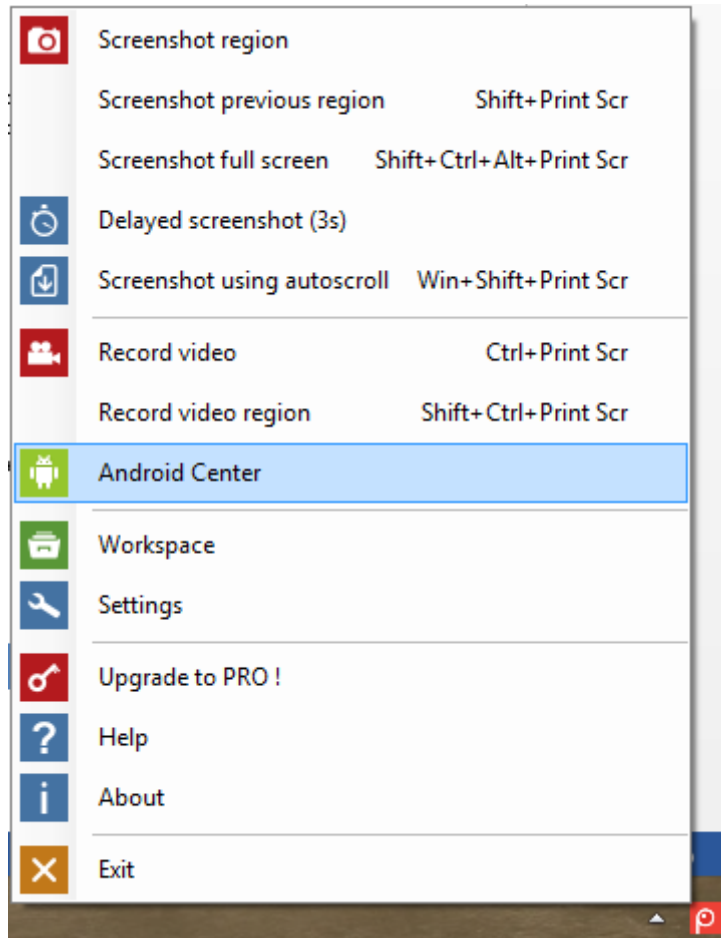 Screenshot region
Screenshot previous region Shift+Print Scr
Screenshot full screen Shift+Ctrl+Alt+Print Scr
Delayed screenshot (3s)
Screenshot using autoscroll Win+Shift+Print Scr
Record video Ctrl+Print Scr
Record video region Shift+Ctrl+Print Scr
Android Center
Workspace
Settings
Upgrade to PRO !
? Help
i About
Exit